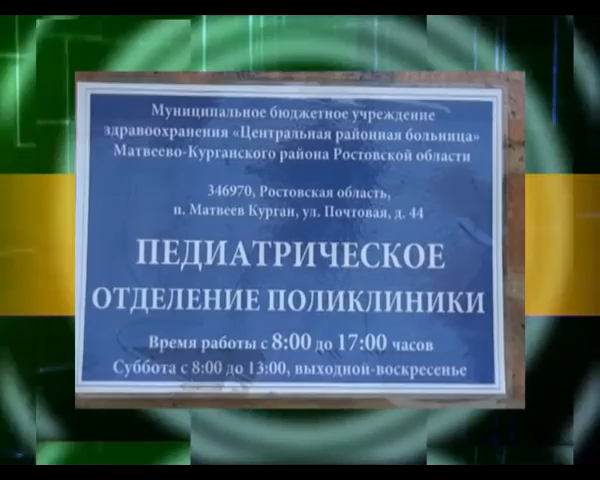 Муниципальное бюджетное учреждение
здравоохранения «Центральная районная больница»
Матвеево-Курганского района Ростовской области
346970, Ростовская область,
п. Матвеев Курган, ул. Почтовая, д. 44
ПЕДИАТРИЧЕСКОЕ
ОТДЕЛЕНИЕ ПОЛИКЛИНИКИ
Время работы с 8:00 до 17:00 часов
Суббота с 8:00 до 13:00, выходной-воскресенье